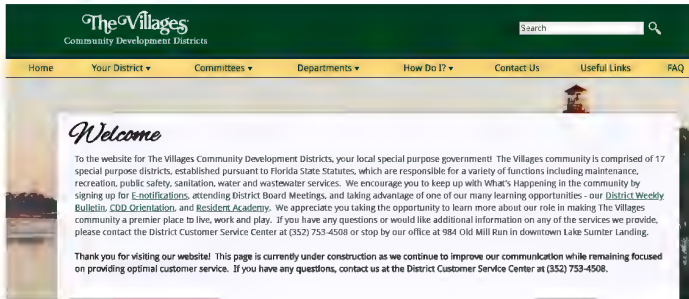 The Villages
Community Development Districts
Search
Home Your District Committees Departments How Do I? Contact Us Useful Links FAQ
Welcome
To the website for The Villages Community Development Districts, your local special purpose government! The Villages community is comprised of 17
special purpose districts, established pursuant to Florida State Statutes, which are responsible for a variety of functions including maintenance,
recreation, public safety, sanitation, water and wastewater services. We encourage you to keep up with What's Happening in the community by
signing up for E-notifications, attending District Board Meetings, and taking advantage of one of our many learning opportunities - our District Weekly
Bulletin, CDD Orientation, and Resident Academy. We appreciate you taking the opportunity to learn more about our role in making The Villages
community a premier place to live, work and play. If you have any questions or would like additional information on any of the services we provide,
please contact the District Customer Service Center at (352) 753-4508 or stop by our office at 984 Old Mill Run in downtown Lake Sumter Landing.
Thank you for visiting our website! This page is currently under construction as we continue to improve our communication while remaining focused
on providing optimal customer service. If you have any questions, contact us at the District Customer Service Center at (352) 753-4508.